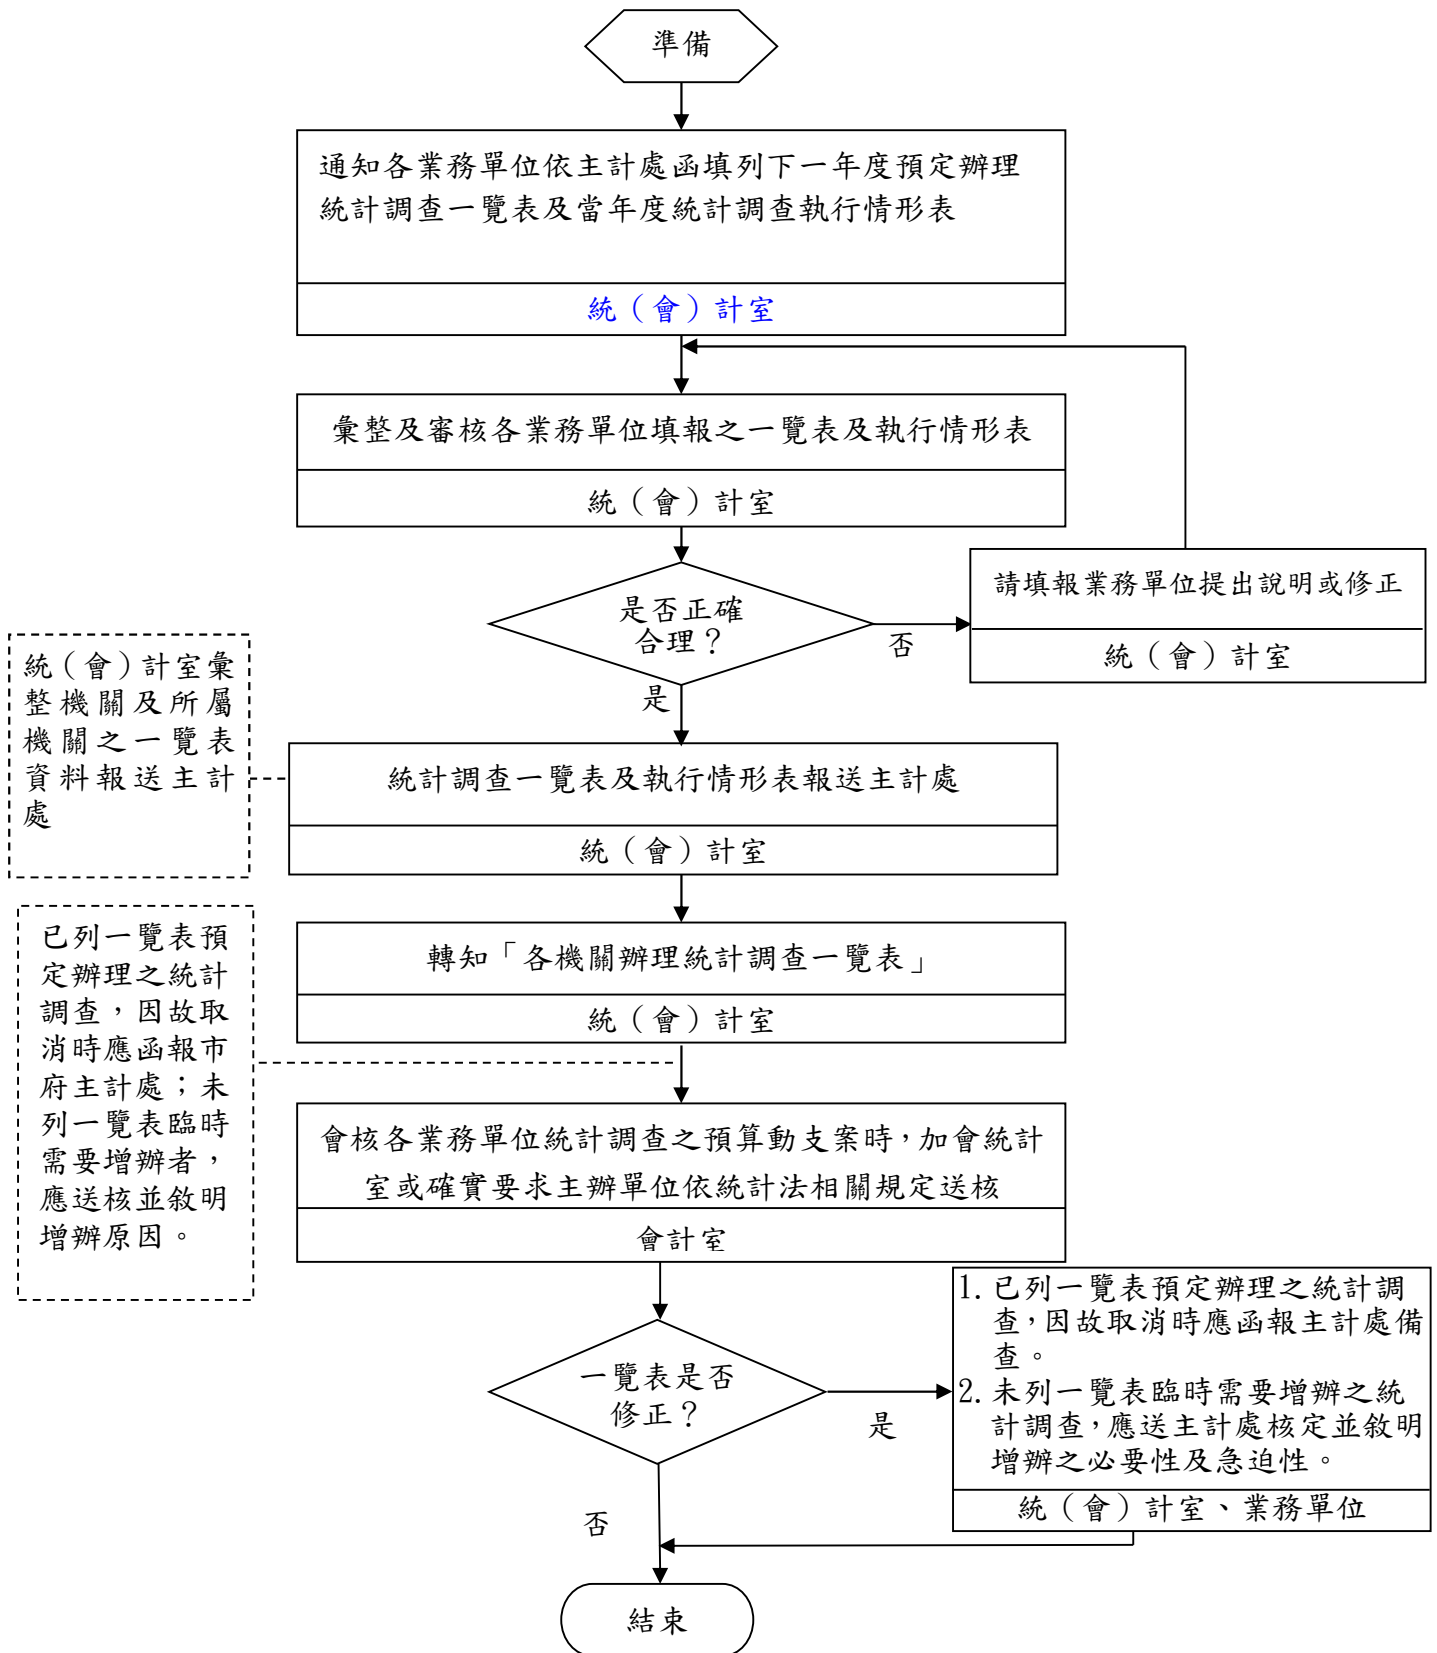 準備
通知各業務單位依主計處函填列下一年度預定辦理
統計調查一覽表及當年度統計調查執行情形表
統（會）計室
彙整及審核各業務單位填報之一覽表及執行情形表
統（會）計室
是否正確
合理？
否
請填報業務單位提出說明或修正
統（會）計室
是
統（會）計室彙
整機關及所屬
機關之一覽表
資料報送主計
處
統計調查一覽表及執行情形表報送主計處
統（會）計室
轉知「各機關辦理統計調查一覽表」
統（會）計室
已列一覽表預
定辦理之統計
調查，因故取
消時應函報市
府主計處；未
列一覽表臨時
需要增辦者，
應送核並敘明
增辦原因。
會核各業務單位統計調查之預算動支案時，加會統計
室或確實要求主辦單位依統計法相關規定送核
會計室
一覽表是否
修正？
是
1. 已列一覽表預定辦理之統計調
查，因故取消時應函報主計處備
查。
2. 未列一覽表臨時需要增辦之統
計調查，應送主計處核定並敘明
增辦之必要性及急迫性。
統（會）計室、業務單位
否
結束